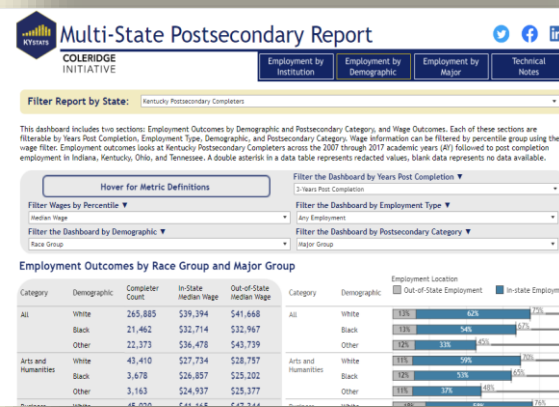 KYSTATS
Multi-State Postsecondary Report
COLERIDGE
INITIATIVE
Employment by Institution
Employment by Demographic
Employment by Major
Technical Notes
Filter Report by State:
Kentucky Postsecondary Completers
This dashboard includes two sections: Employment Outcomes by Demographic and Postsecondary Category, and Wage Outcomes. Each of these sections are
filterable by Years Post Completion, Employment Type, Demographic, and Postsecondary Category. Wage information can be filtered by percentile group using the
wage filter. Employment outcomes looks at Kentucky Postsecondary Completers across the 2007 through 2017 academic years (AY) followed to post completion
employment in Indiana, Kentucky, Ohio, and Tennessee. A double asterisk in a data table represents redacted values, blank data represents no data available.
Hover for Metric Definitions
Filter the Dashboard by Years Post Completion ▼
3-Years Post Completion
Filter Wages by Percentile ▼
Filter the Dashboard by Employment Type ▼
Median Wage
Any Employment
Filter the Dashboard by Demographic ▼
Filter the Dashboard by Postsecondary Category ▼
Race Group
Major Group
Employment Outcomes by Race Group and Major Group
Category Demographic Completer Count In-State Median Wage Out-of-State Median Wage
All White 265,885 $39,394 $41,668
Black 21,462 $32,714 $32,967
Other 22,373 $36,478 $43,739
Arts and Humanities White 43,410 $27,734 $28,757
Black 3,678 $26,857 $25,202
Other 3,163 $24,937 $25,377
Employment Location
Out-of-State Employment In-state Employm
Category Demographic
All White 13% 62% 75%
Black 13% 54% 67%
Other 12% 33% 45%
Arts and Humanities White 11% 59% 70%
Black 12% 53% 65%
Other 11% 37% 48%
76%